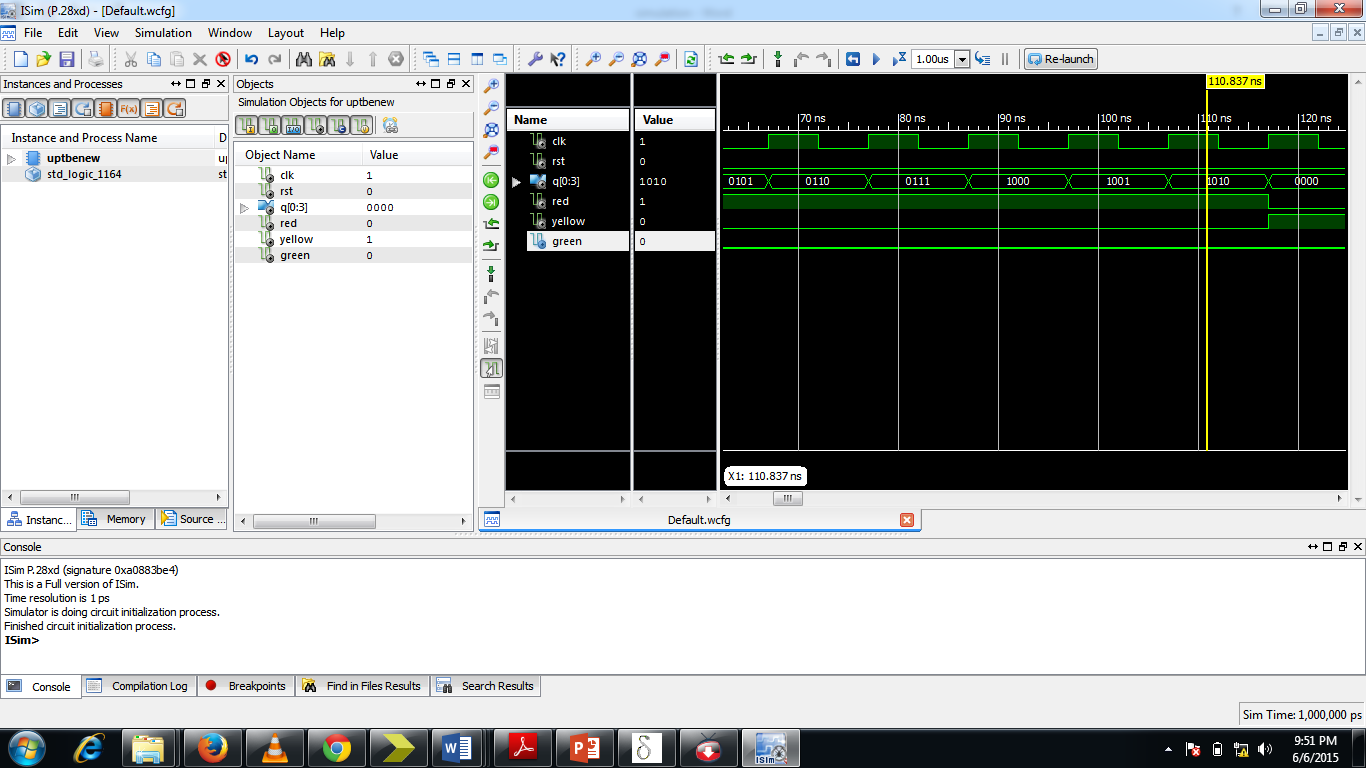 ISim (P.28xd) - [Default.wcfg]
File Edit View Simulation Window Layout Help
1.00us Re-launch
Instances and Processes
Instance and Process Name D
uptbenew
std_logic_1164 st
Instanc... Memory Source ...
Objects
Simulation Objects for uptbenew
Object Name Value
clk 1
rst 0
q[0:3] 0000
red 0
yellow 1
green 0
Name Value
clk 1
rst 0
q[0:3] 1010
red 1
yellow 0
green 0
110.837 ns
70 ns 80 ns 90 ns 100 ns 110 ns 120 ns
0101 0110 0111 1000 1001 1010 0000
X1: 110.837 ns
Default.wcfg
Console
ISim P.28xd (signature 0xa0883be4)
This is a Full version of ISim.
Time resolution is 1 ps
Simulator is doing circuit initialization process.
Finished circuit initialization process.
ISim>
Console Compilation Log Breakpoints Find in Files Results Search Results
Sim Time: 1,000,000 ps
ISim
9:51 PM
6/6/2015